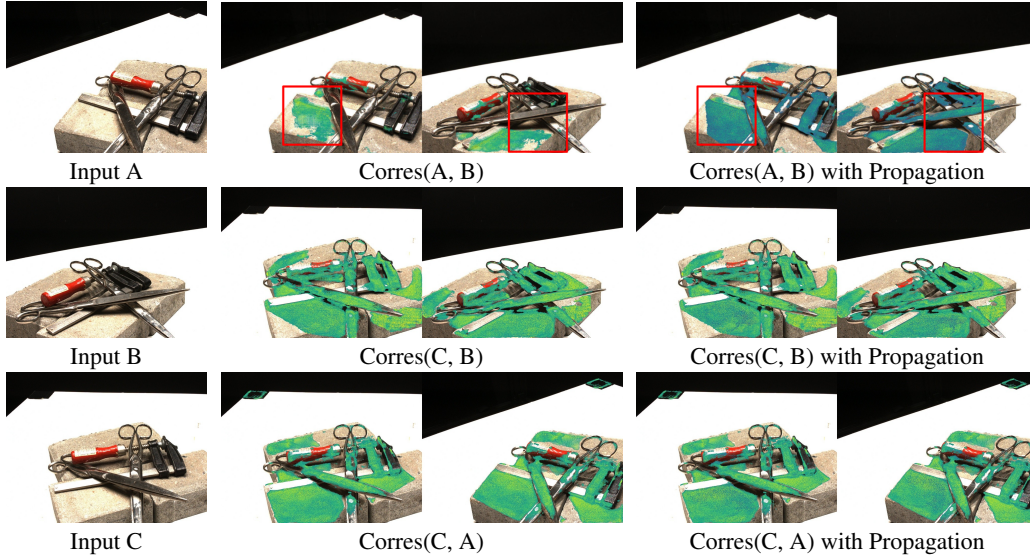 Input A
Corres(A, B)
Corres(A, B) with Propagation
Input B
Corres(C, B)
Corres(C, B) with Propagation
Input C
Corres(C, A)
Corres(C, A) with Propagation